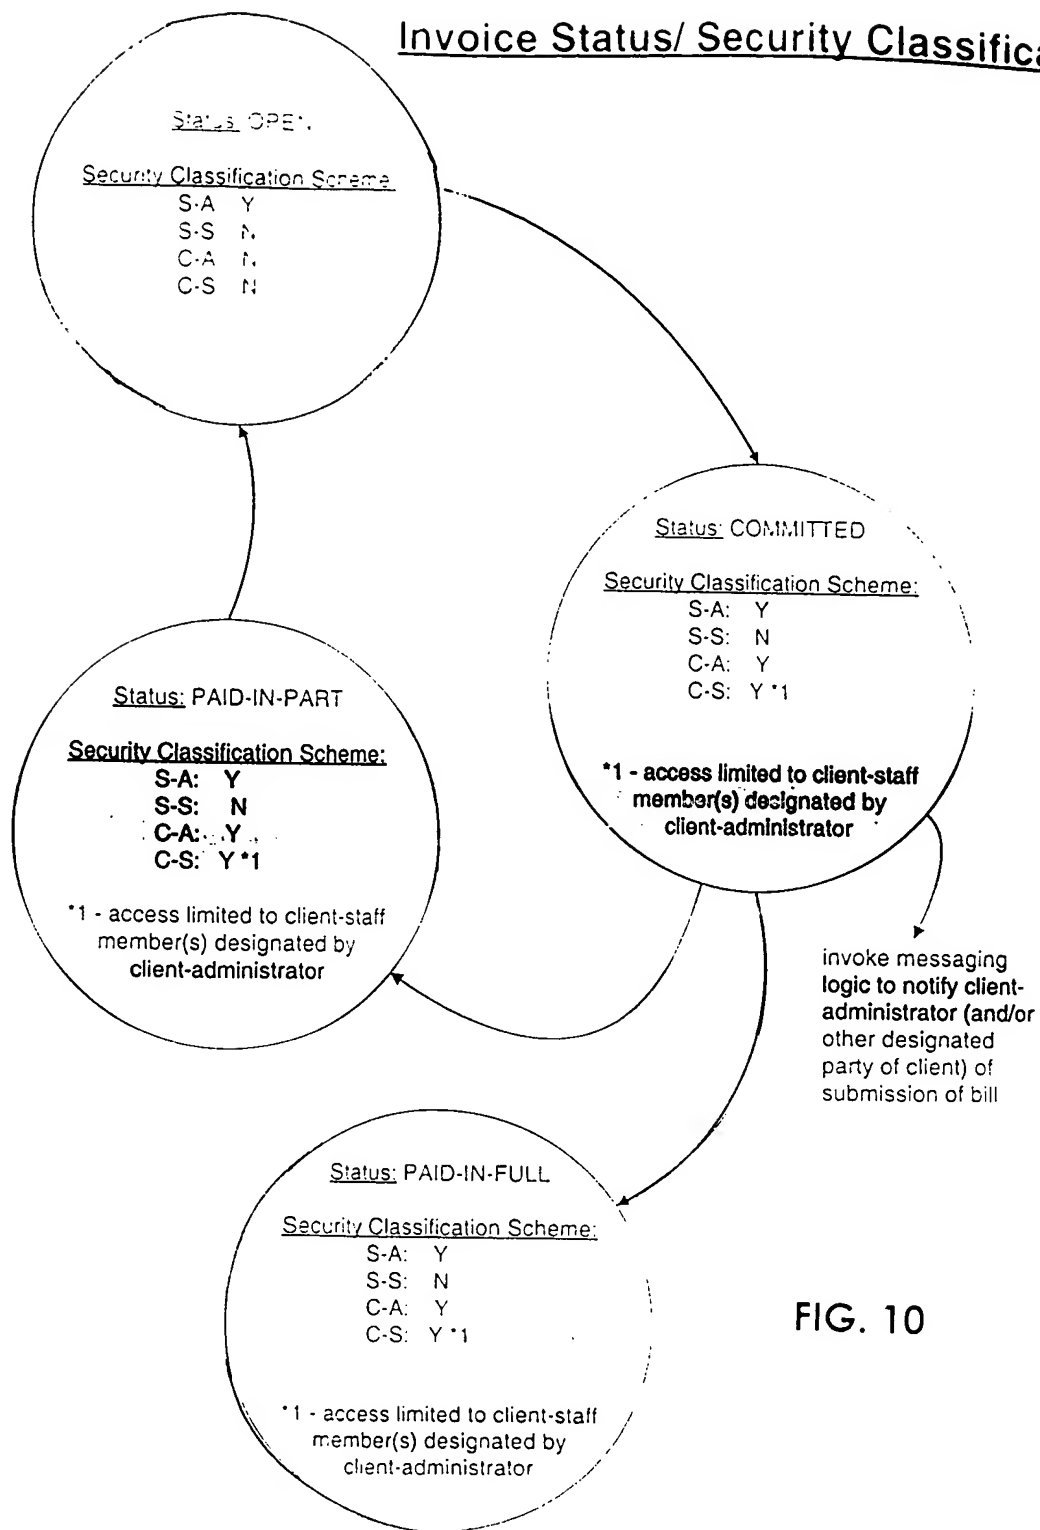 Invoice Status/ Security Classifica
Status: OPEN
Security Classification Scheme
S-A Y
S-S N
C-A N
C-S N
Status: COMMITTED
Security Classification Scheme:
S-A: Y
S-S: N
C-A: Y
C-S: Y *1
*1 - access limited to client-staff
member(s) designated by
client-administrator
Status: PAID-IN-PART
Security Classification Scheme:
S-A: Y
S-S: N
C-A: Y
C-S: Y *1
*1 - access limited to client-staff
member(s) designated by
client-administrator
invoke messaging
logic to notify client-
administrator (and/or
other designated
party of client) of
submission of bill
Status: PAID-IN-FULL
Security Classification Scheme:
S-A: Y
S-S: N
C-A: Y
C-S: Y *1
*1 - access limited to client-staff
member(s) designated by
client-administrator
FIG. 10